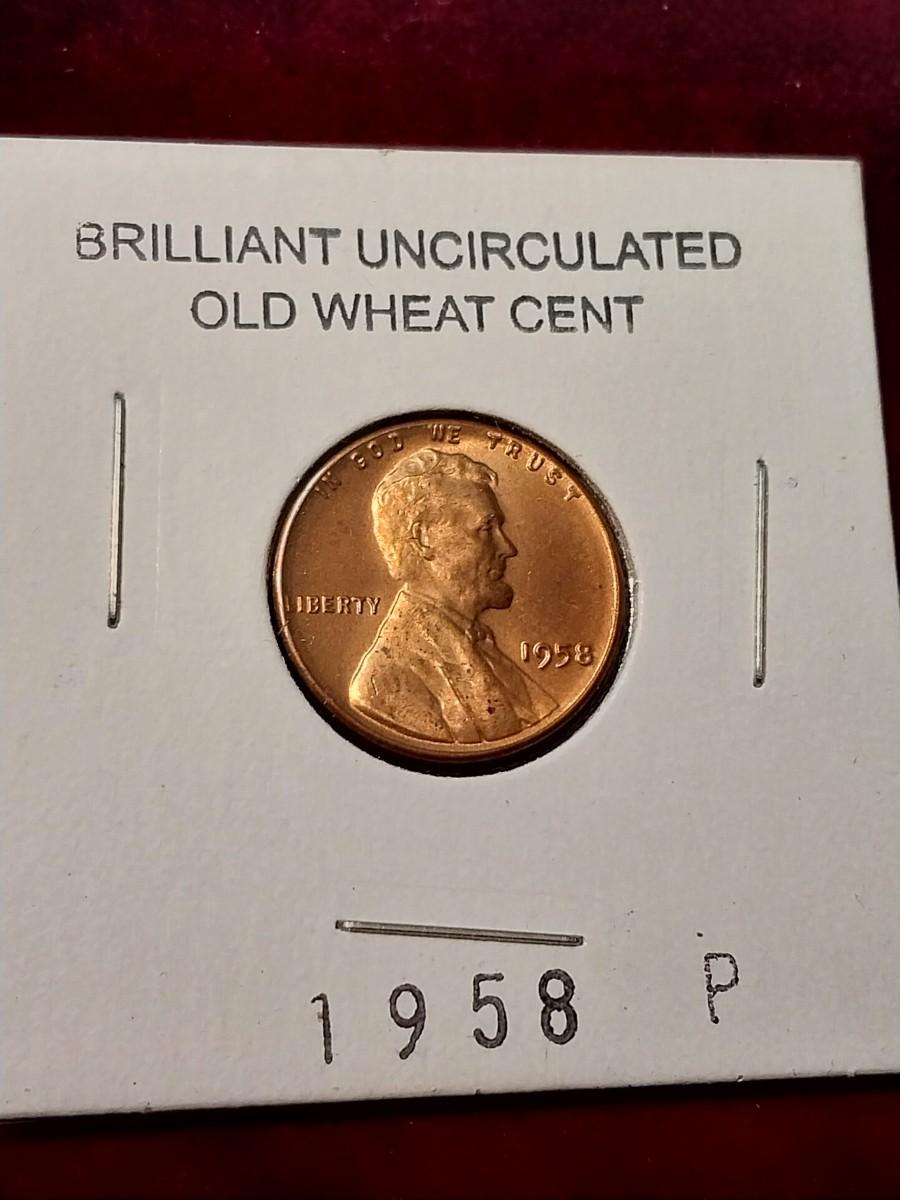 BRILLIANT UNCIRCULATED
OLD WHEAT CENT
IN GOD WE TRUST
LIBERTY
1958
1958 P